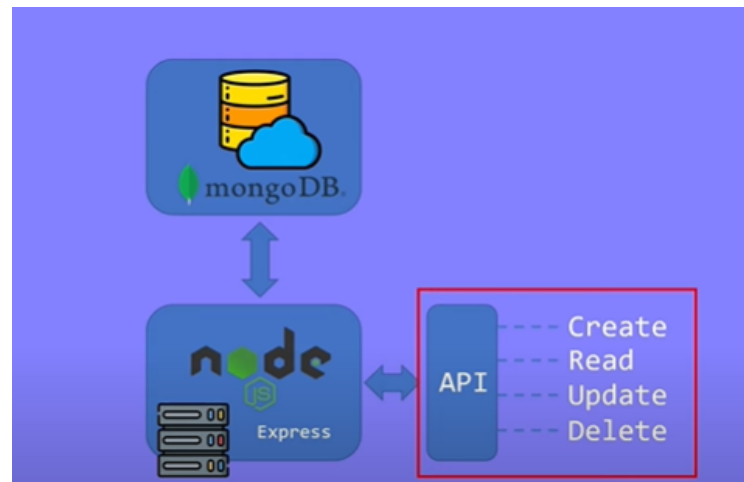 mongoDB.
node
JS
Express
API
Create
Read
Update
Delete